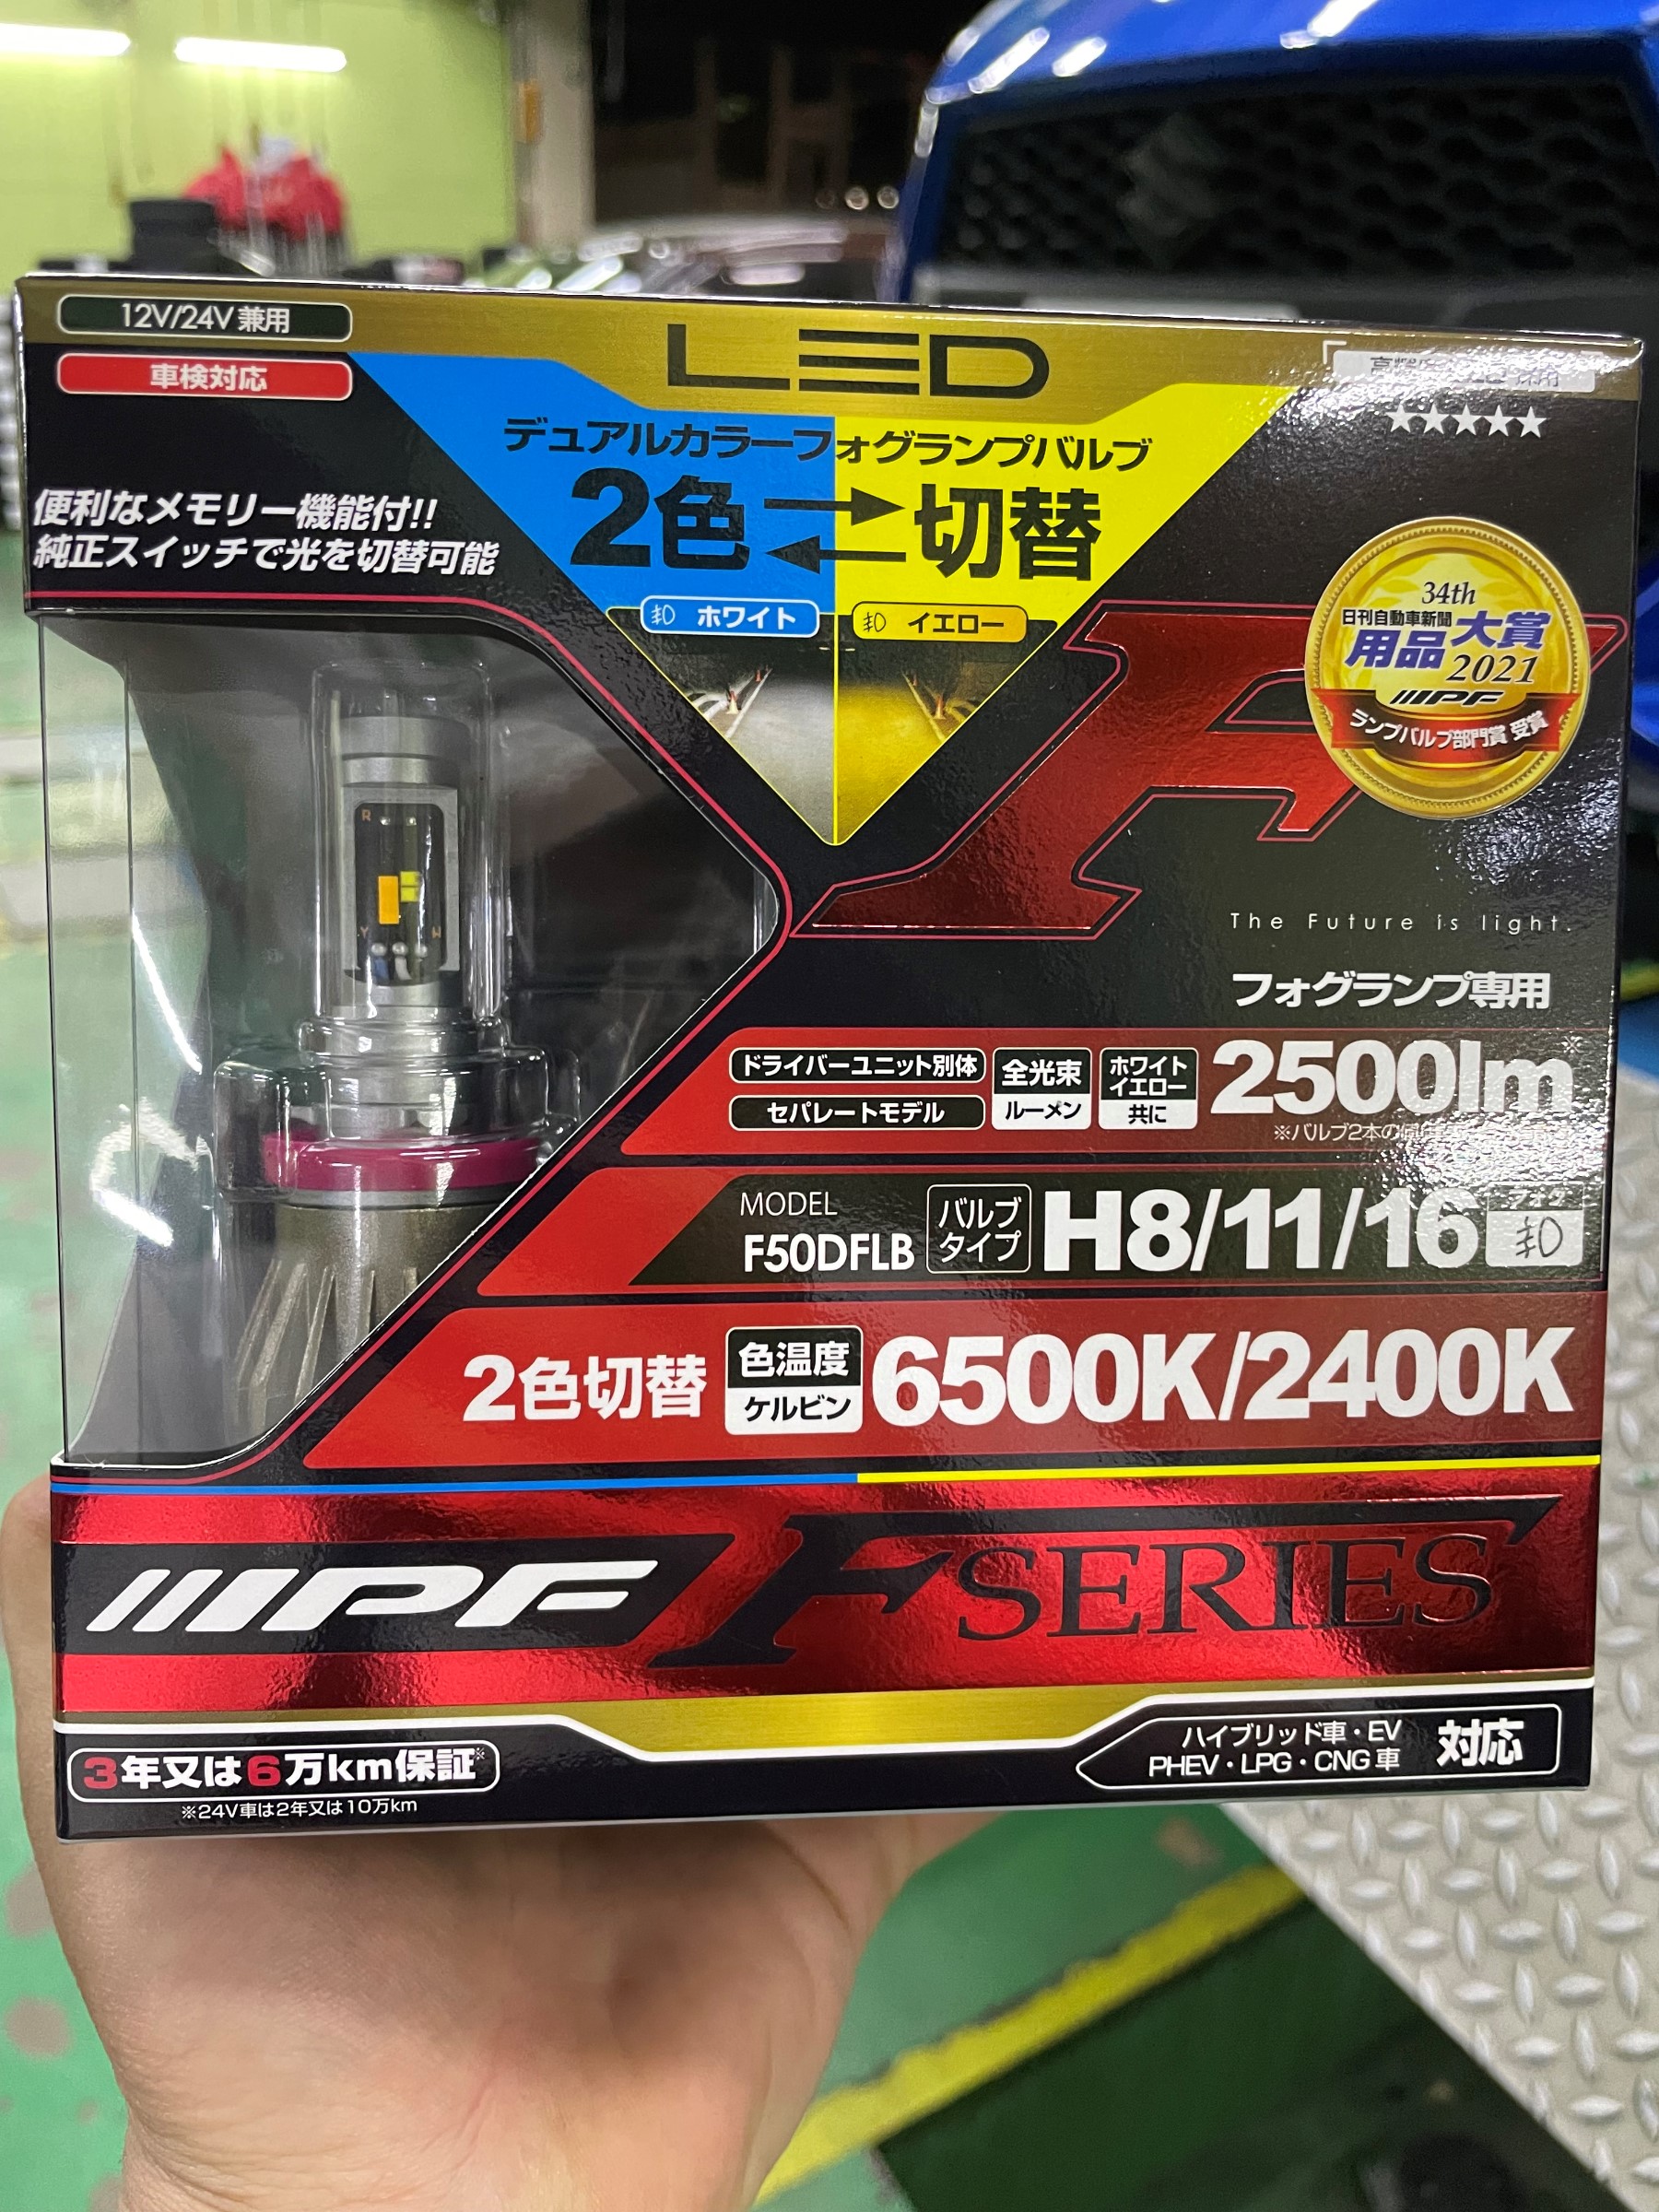 12V/24V 兼用
車検対応
LED
★★★★★
デュアルカラーフォグランプバルブ
2色 切替
便利なメモリー機能付!!
純正スイッチで光を切替可能
ホワイト
イエロー
34th
日刊自動車新聞
用品大賞
2021
IPF
ランプバルブ部門賞 受賞
R
Y W
The Future is light.
フォグランプ専用
ドライバーユニット別体
セパレートモデル
全光束
ルーメン
ホワイト
イエロー
共に
2500lm※
※バルブ2本の
MODEL
F50DFLB
バルブ
タイプ
H8/11/16
2色切替
色温度
ケルビン
6500K/2400K
IPF F SERIES
3年又は6万km保証※
※24V車は2年又は10万km
ハイブリッド車・EV
PHEV・LPG・CNG車
対応